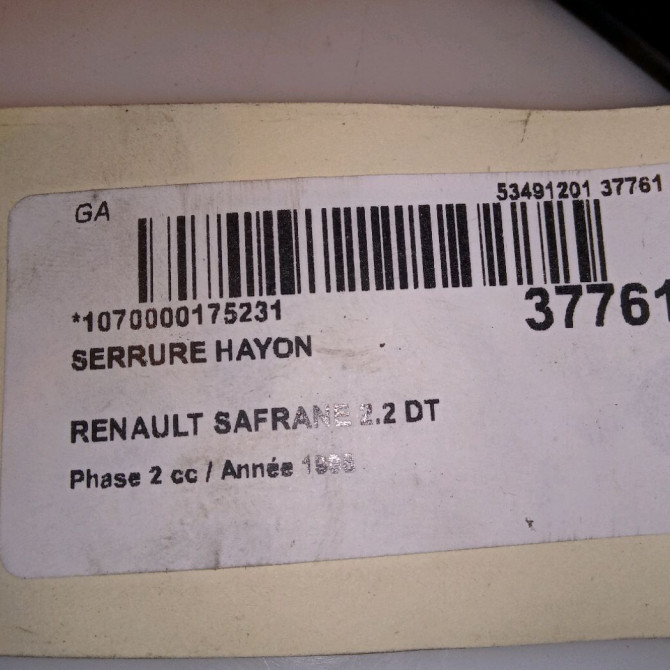 GA
53491201 37761
*1070000175231
37761
SERRURE HAYON
RENAULT SAFRANE 2.2 DT
Phase 2 cc / Année